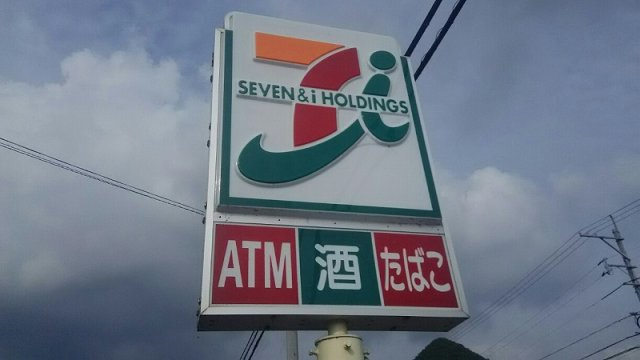 SEVEN&i HOLDINGS
ATM 酒 たばこ